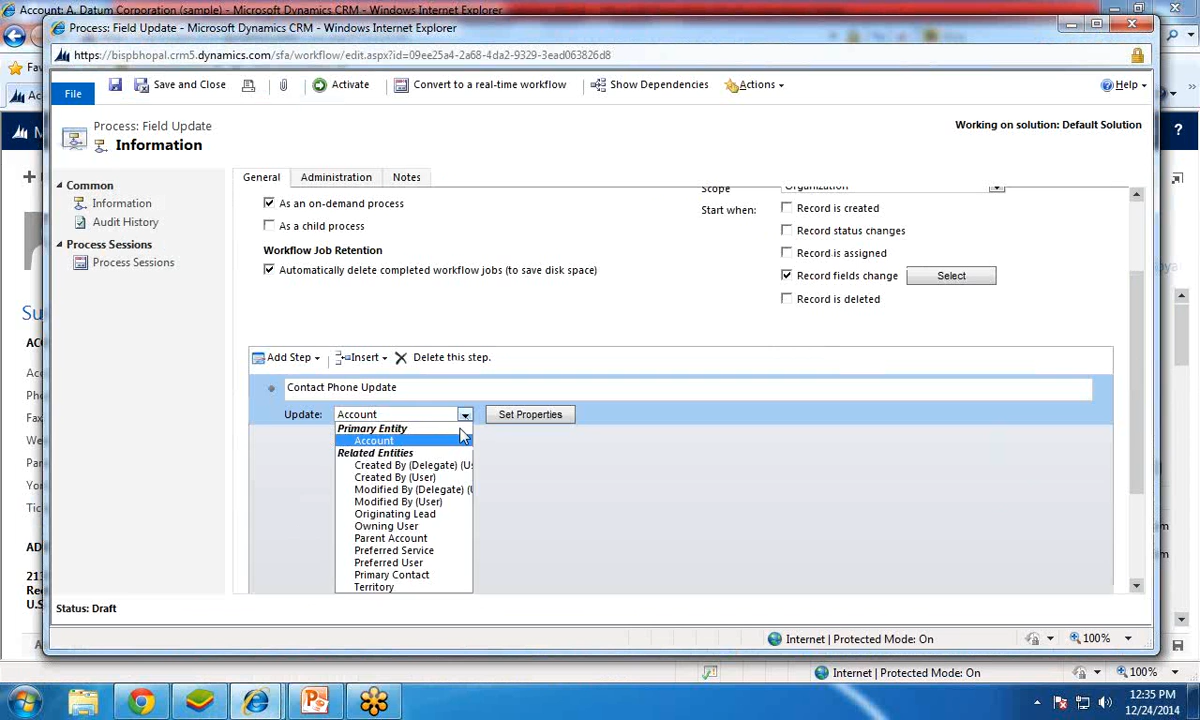 Account: A. Datum Corporation (sample) - Microsoft Dynamics CRM - Windows Internet Explorer
Process: Field Update - Microsoft Dynamics CRM - Windows Internet Explorer
https://bispbhopal.crm5.dynamics.com/sfa/workflow/edit.aspx?id=09ee25a4-2a68-4da2-9329-3ead063826d8
File
Save and Close
Activate
Convert to a real-time workflow
Show Dependencies
Actions
Help
Process: Field Update
Information
Working on solution: Default Solution
Common
Information
Audit History
Process Sessions
Process Sessions
General
Administration
Notes
Scope
Organization
As an on-demand process
As a child process
Workflow Job Retention
Automatically delete completed workflow jobs (to save disk space)
Start when:
Record is created
Record status changes
Record is assigned
Record fields change
Select
Record is deleted
Add Step
Insert
Delete this step.
Contact Phone Update
Update:
Account
Set Properties
Primary Entity
Account
Related Entities
Created By (Delegate) (Us
Created By (User)
Modified By (Delegate) (U
Modified By (User)
Originating Lead
Owning User
Parent Account
Preferred Service
Preferred User
Primary Contact
Territory
Status: Draft
Internet | Protected Mode: On
100%
Internet | Protected Mode: On
100%
12:35 PM
12/24/2014